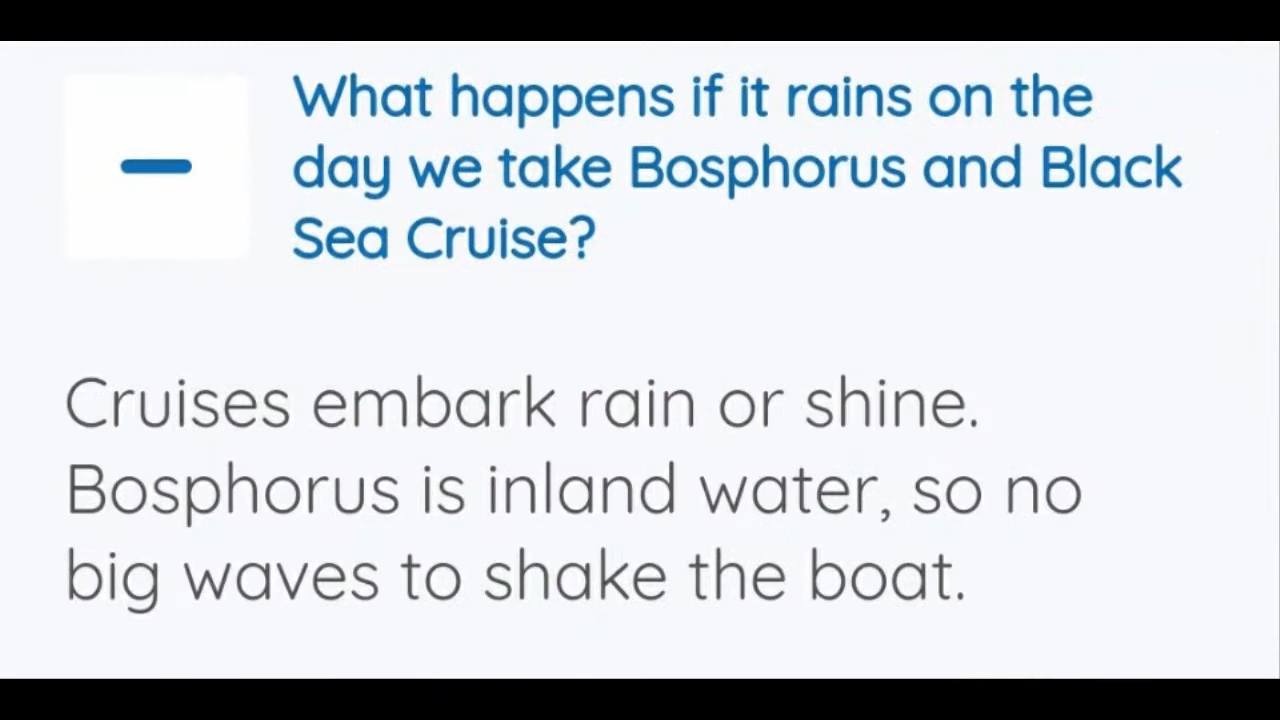 What happens if it rains on the
day we take Bosphorus and Black
Sea Cruise?
Cruises embark rain or shine.
Bosphorus is inland water, so no
big waves to shake the boat.